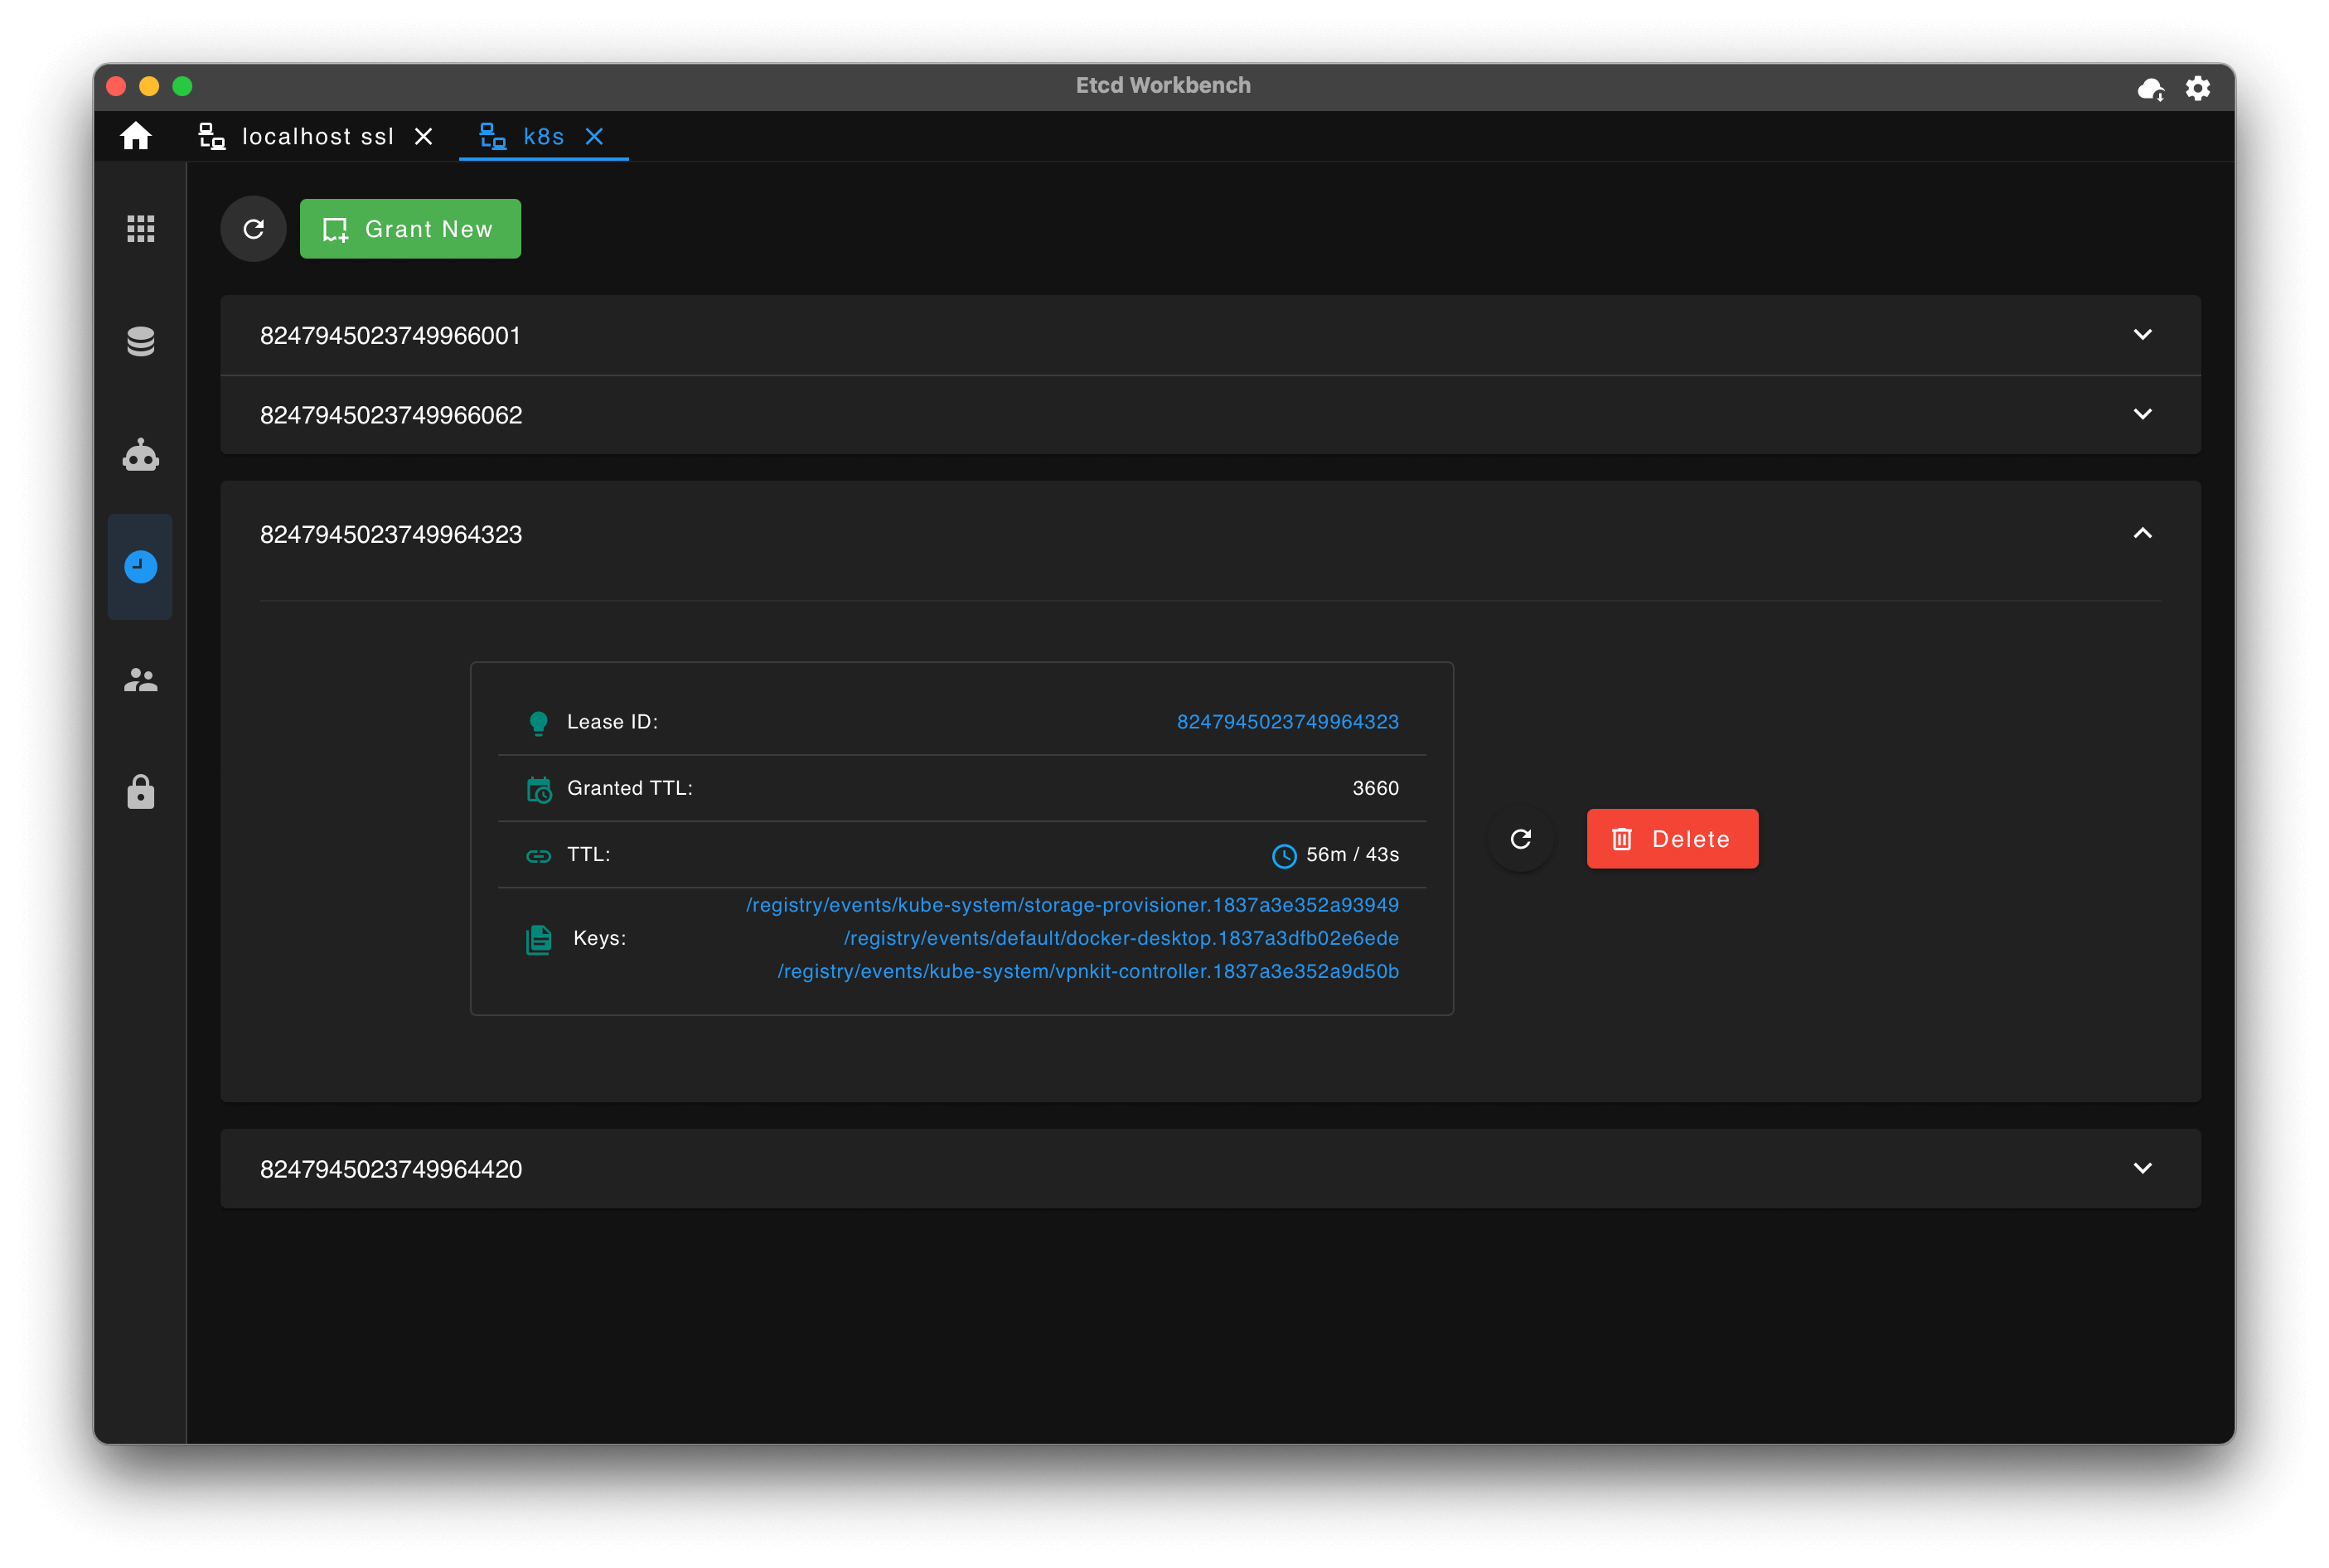 Etcd Workbench
localhost ssl
k8s
Grant New
8247945023749966001
8247945023749966062
8247945023749964323
Lease ID: 8247945023749964323
Granted TTL: 3660
TTL: 56m / 43s
Keys:
/registry/events/kube-system/storage-provisioner.1837a3e352a93949
/registry/events/default/docker-desktop.1837a3dfb02e6ede
/registry/events/kube-system/vpnkit-controller.1837a3e352a9d50b
Delete
8247945023749964420